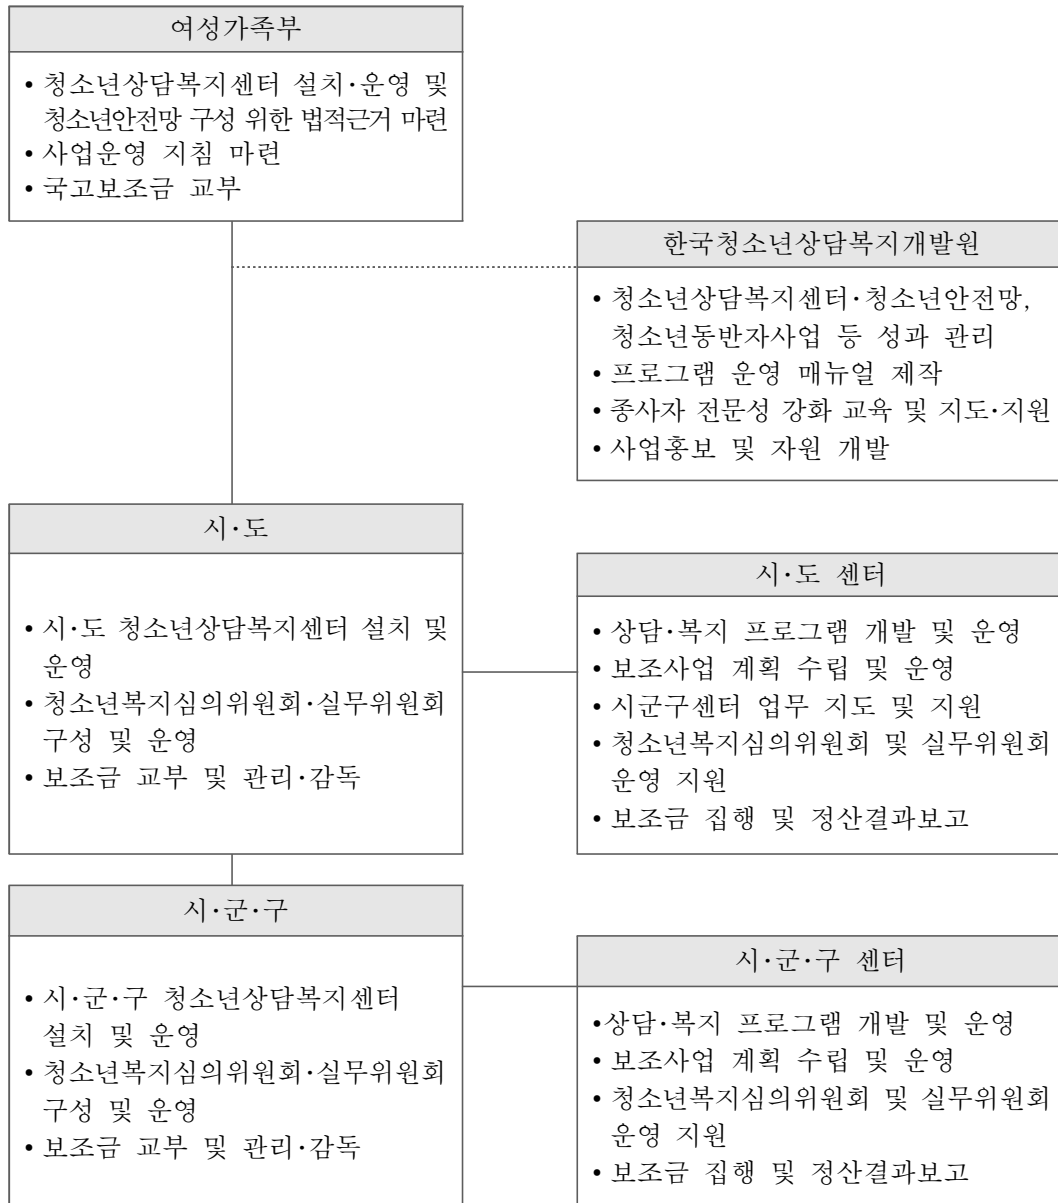 여성가족부
• 청소년상담복지센터 설치·운영 및
청소년안전망 구성 위한 법적근거 마련
• 사업운영 지침 마련
• 국고보조금 교부
한국청소년상담복지개발원
• 청소년상담복지센터·청소년안전망,
청소년동반자사업 등 성과 관리
• 프로그램 운영 매뉴얼 제작
• 종사자 전문성 강화 교육 및 지도·지원
• 사업홍보 및 자원 개발
시·도
• 시·도 청소년상담복지센터 설치 및
운영
• 청소년복지심의위원회·실무위원회
구성 및 운영
• 보조금 교부 및 관리·감독
시·도 센터
• 상담·복지 프로그램 개발 및 운영
• 보조사업 계획 수립 및 운영
• 시군구센터 업무 지도 및 지원
• 청소년복지심의위원회 및 실무위원회
운영 지원
• 보조금 집행 및 정산결과보고
시·군·구
• 시·군·구 청소년상담복지센터
설치 및 운영
• 청소년복지심의위원회·실무위원회
구성 및 운영
• 보조금 교부 및 관리·감독
시·군·구 센터
•상담·복지 프로그램 개발 및 운영
• 보조사업 계획 수립 및 운영
• 청소년복지심의위원회 및 실무위원회
운영 지원
• 보조금 집행 및 정산결과보고